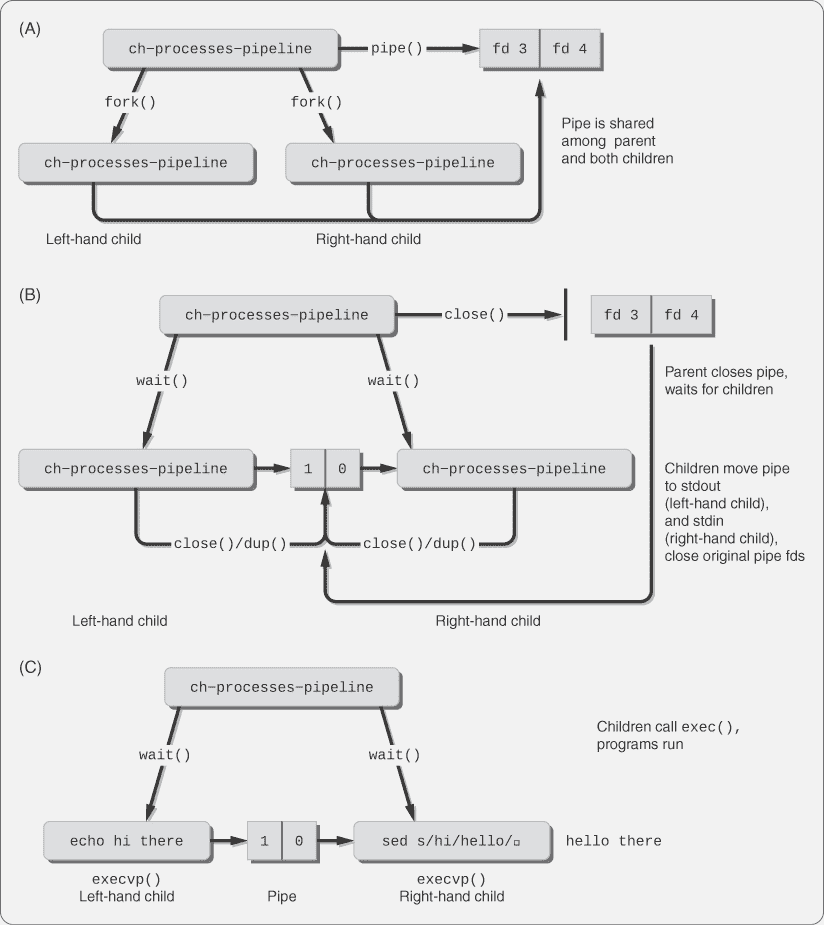 (A)
ch-processes-pipeline
pipe()
fd 3
fd 4
fork()
fork()
Pipe is shared
among parent
and both children
ch-processes-pipeline
ch-processes-pipeline
Left-hand child
Right-hand child
(B)
ch-processes-pipeline
close()
fd 3
fd 4
Parent closes pipe,
waits for children
wait()
wait()
ch-processes-pipeline
1
0
ch-processes-pipeline
Children move pipe
to stdout
(left-hand child),
and stdin
(right-hand child),
close original pipe fds
close()/dup()
close()/dup()
Left-hand child
Right-hand child
(C)
ch-processes-pipeline
Children call exec(),
programs run
wait()
wait()
echo hi there
1
0
sed s/hi/hello/□
hello there
execvp()
Left-hand child
Pipe
execvp()
Right-hand child